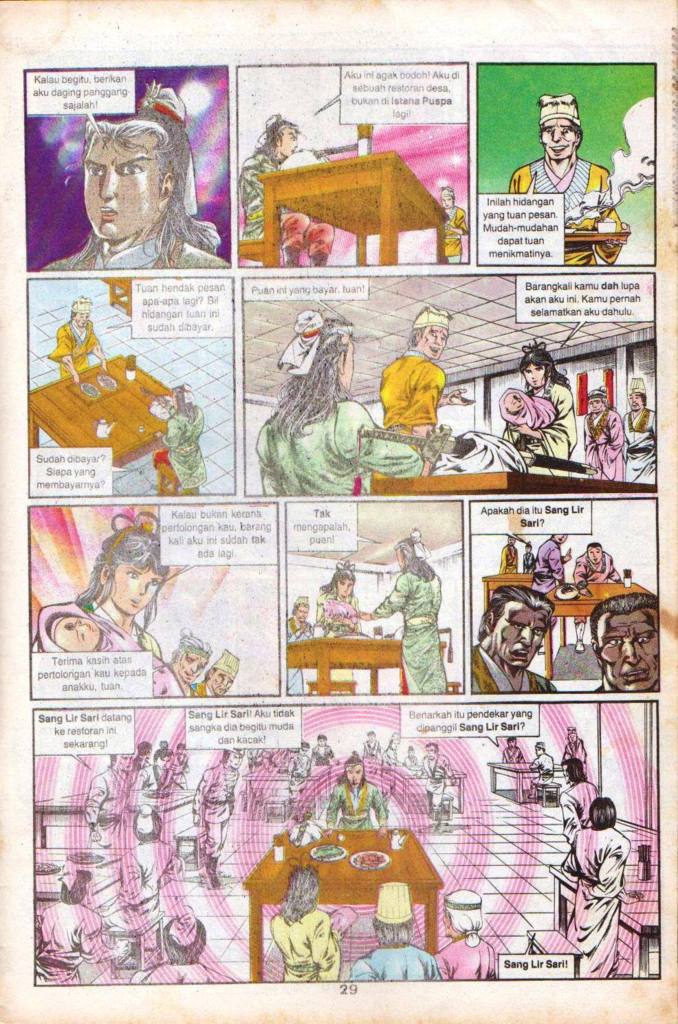 Kalau begitu, berikan
aku daging panggang
sajalah!
Aku ini agak bodoh! Aku di
sebuah restoran desa,
bukan di Istana Puspa
lagi!
Inilah hidangan
yang tuan pesan.
Mudah-mudahan
dapat tuan
menikmatinya.
Tuan hendak pesan
apa-apa lagi? Bil
hidangan tuan ini
sudah dibayar.
Sudah dibayar?
Siapa yang
membayarnya?
Puan ini yang bayar, tuan!
Barangkali kamu dah lupa
akan aku ini. Kamu pernah
selamatkan aku dahulu.
Kalau bukan kerana
pertolongan kau, barang
kali aku ini sudah tak
ada lagi.
Terima kasih atas
pertolongan kau kepada
anakku, tuan.
Tak
mengapalah,
puan!
Apakah dia itu Sang Lir
Sari?
Sang Lir Sari datang
ke restoran ini
sekarang!
Sang Lir Sari! Aku tidak
sangka dia begitu muda
dan kacak!
Benarkah itu pendekar yang
dipanggil Sang Lir Sari?
Sang Lir Sari!
29